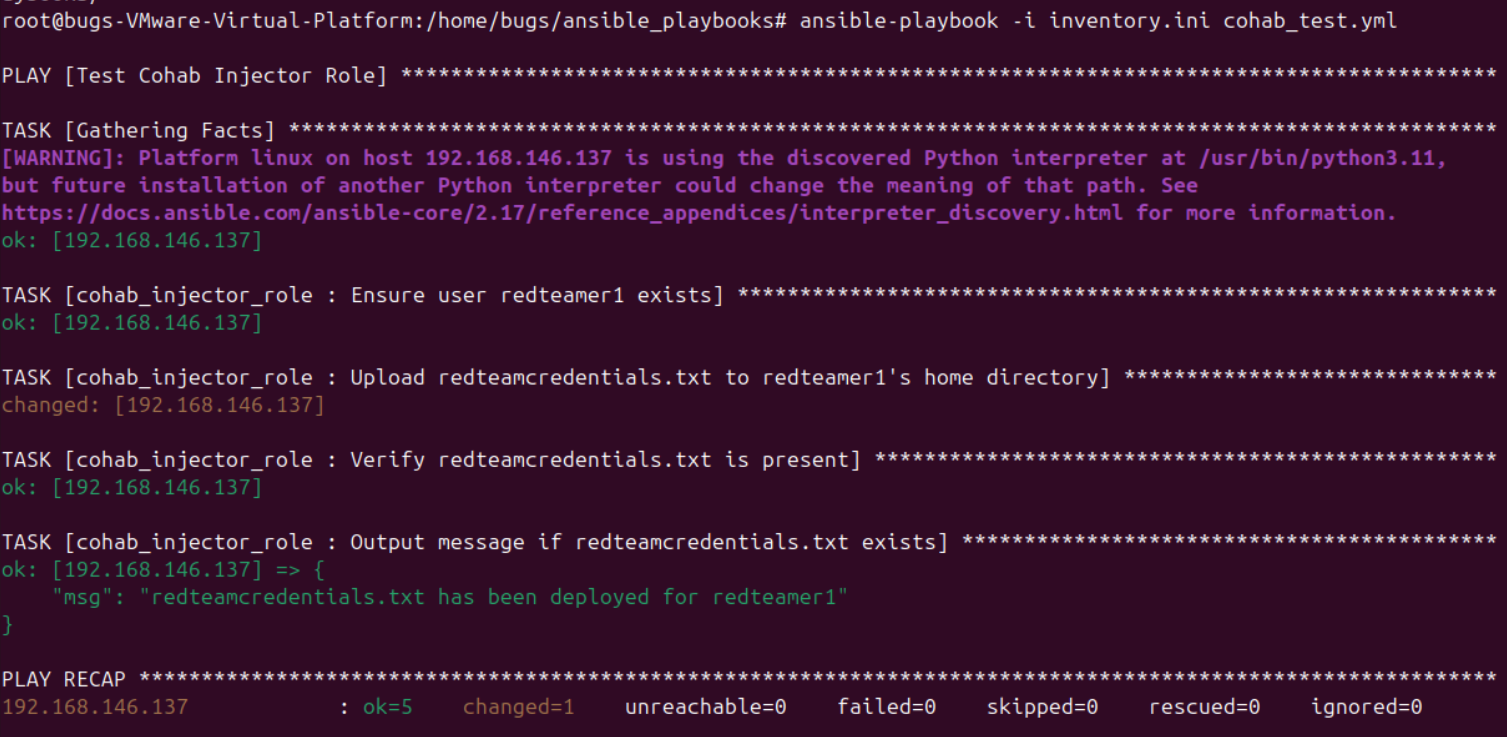 root@bugs-VMware-Virtual-Platform:/home/bugs/ansible_playbooks# ansible-playbook -i inventory.ini cohab_test.yml
PLAY [Test Cohab Injector Role] ****************************************************************************************
TASK [Gathering Facts] *************************************************************************************************
[WARNING]: Platform linux on host 192.168.146.137 is using the discovered Python interpreter at /usr/bin/python3.11,
but future installation of another Python interpreter could change the meaning of that path. See
https://docs.ansible.com/ansible-core/2.17/reference_appendices/interpreter_discovery.html for more information.
ok: [192.168.146.137]
TASK [cohab_injector_role : Ensure user redteamer1 exists] *************************************************************
ok: [192.168.146.137]
TASK [cohab_injector_role : Upload redteamcredentials.txt to redteamer1's home directory] ******************************
changed: [192.168.146.137]
TASK [cohab_injector_role : Verify redteamcredentials.txt is present] **************************************************
ok: [192.168.146.137]
TASK [cohab_injector_role : Output message if redteamcredentials.txt exists] *******************************************
ok: [192.168.146.137] => {
    "msg": "redteamcredentials.txt has been deployed for redteamer1"
}
PLAY RECAP *************************************************************************************************************
192.168.146.137            : ok=5    changed=1    unreachable=0    failed=0    skipped=0    rescued=0    ignored=0